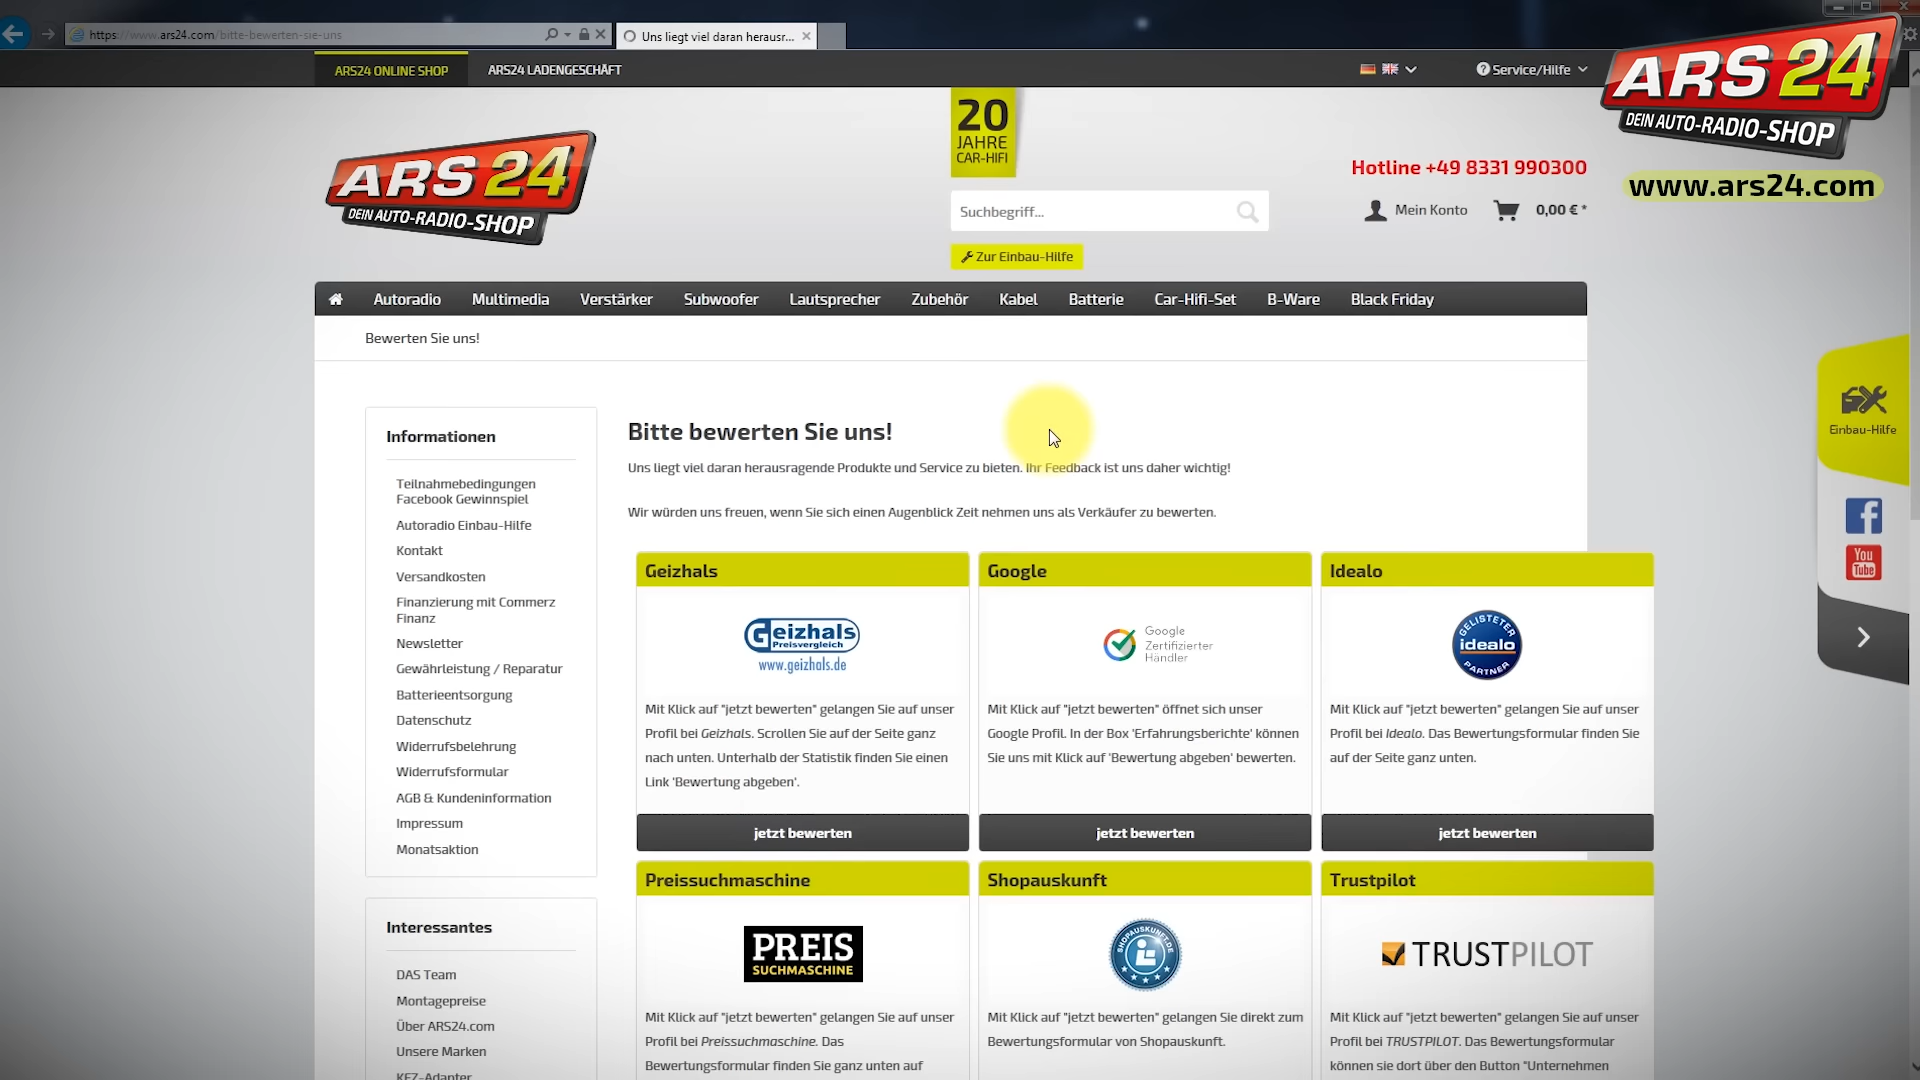 https://www.ars24.com/bitte-bewerten-sie-uns
Uns liegt viel daran herausr...
ARS24 ONLINE SHOP
ARS24 LADENGESCHÄFT
Service/Hilfe
ARS 24
DEIN AUTO-RADIO-SHOP
www.ars24.com
ARS 24
DEIN AUTO-RADIO-SHOP
20
JAHRE
CAR-HIFI
Hotline +49 8331 990300
Suchbegriff...
Mein Konto
0,00 € *
Zur Einbau-Hilfe
Autoradio
Multimedia
Verstärker
Subwoofer
Lautsprecher
Zubehör
Kabel
Batterie
Car-Hifi-Set
B-Ware
Black Friday
Bewerten Sie uns!
Informationen
Teilnahmebedingungen
Facebook Gewinnspiel
Autoradio Einbau-Hilfe
Kontakt
Versandkosten
Finanzierung mit Commerz
Finanz
Newsletter
Gewährleistung / Reparatur
Batterieentsorgung
Datenschutz
Widerrufsbelehrung
Widerrufsformular
AGB & Kundeninformation
Impressum
Monatsaktion
Interessantes
DAS Team
Montagepreise
Über ARS24.com
Unsere Marken
KFZ-Adapter
Bitte bewerten Sie uns!
Uns liegt viel daran herausragende Produkte und Service zu bieten. Ihr Feedback ist uns daher wichtig!
Wir würden uns freuen, wenn Sie sich einen Augenblick Zeit nehmen uns als Verkäufer zu bewerten.
Geizhals
Geizhals
Preisvergleich
www.geizhals.de
Mit Klick auf "jetzt bewerten" gelangen Sie auf unser
Profil bei Geizhals. Scrollen Sie auf der Seite ganz
nach unten. Unterhalb der Statistik finden Sie einen
Link 'Bewertung abgeben'.
jetzt bewerten
Google
Google
Zertifizierter
Händler
Mit Klick auf "jetzt bewerten" öffnet sich unser
Google Profil. In der Box 'Erfahrungsberichte' können
Sie uns mit Klick auf 'Bewertung abgeben' bewerten.
jetzt bewerten
Idealo
GELISTETER
idealo
PARTNER
Mit Klick auf "jetzt bewerten" gelangen Sie auf unser
Profil bei Idealo. Das Bewertungsformular finden Sie
auf der Seite ganz unten.
jetzt bewerten
Preissuchmaschine
PREIS
SUCHMASCHINE
Mit Klick auf "jetzt bewerten" gelangen Sie auf unser
Profil bei Preissuchmaschine. Das
Bewertungsformular finden Sie ganz unten auf
Shopauskunft
SHOPAUSKUNFT.DE
Mit Klick auf "jetzt bewerten" gelangen Sie direkt zum
Bewertungsformular von Shopauskunft.
Trustpilot
TRUSTPILOT
Mit Klick auf "jetzt bewerten" gelangen Sie auf unser
Profil bei TRUSTPILOT. Das Bewertungsformular
können sie dort über den Button "Unternehmen
Einbau-Hilfe
You
Tube